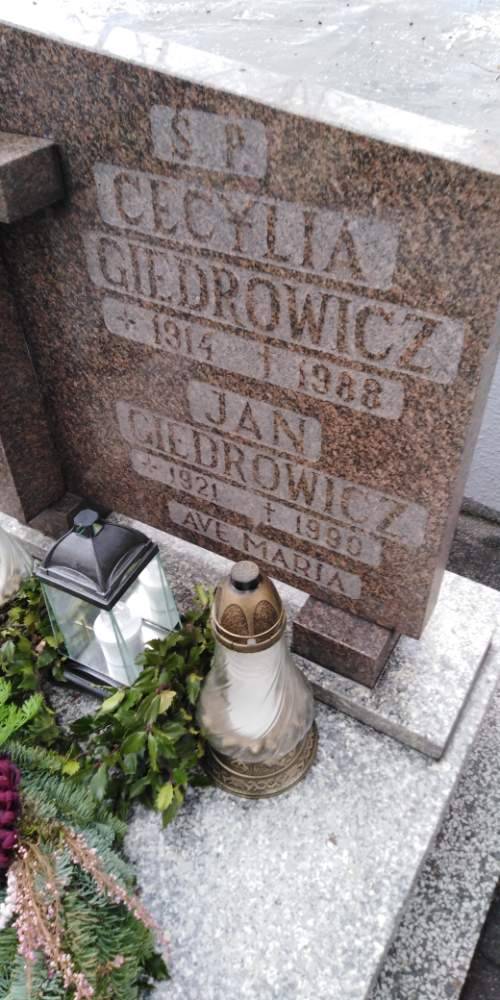 S. P.
CECYLIA
GIEDROWICZ
* 1914 † 1988
JAN
GIEDROWICZ
* 1921 † 1990
AVE MARIA